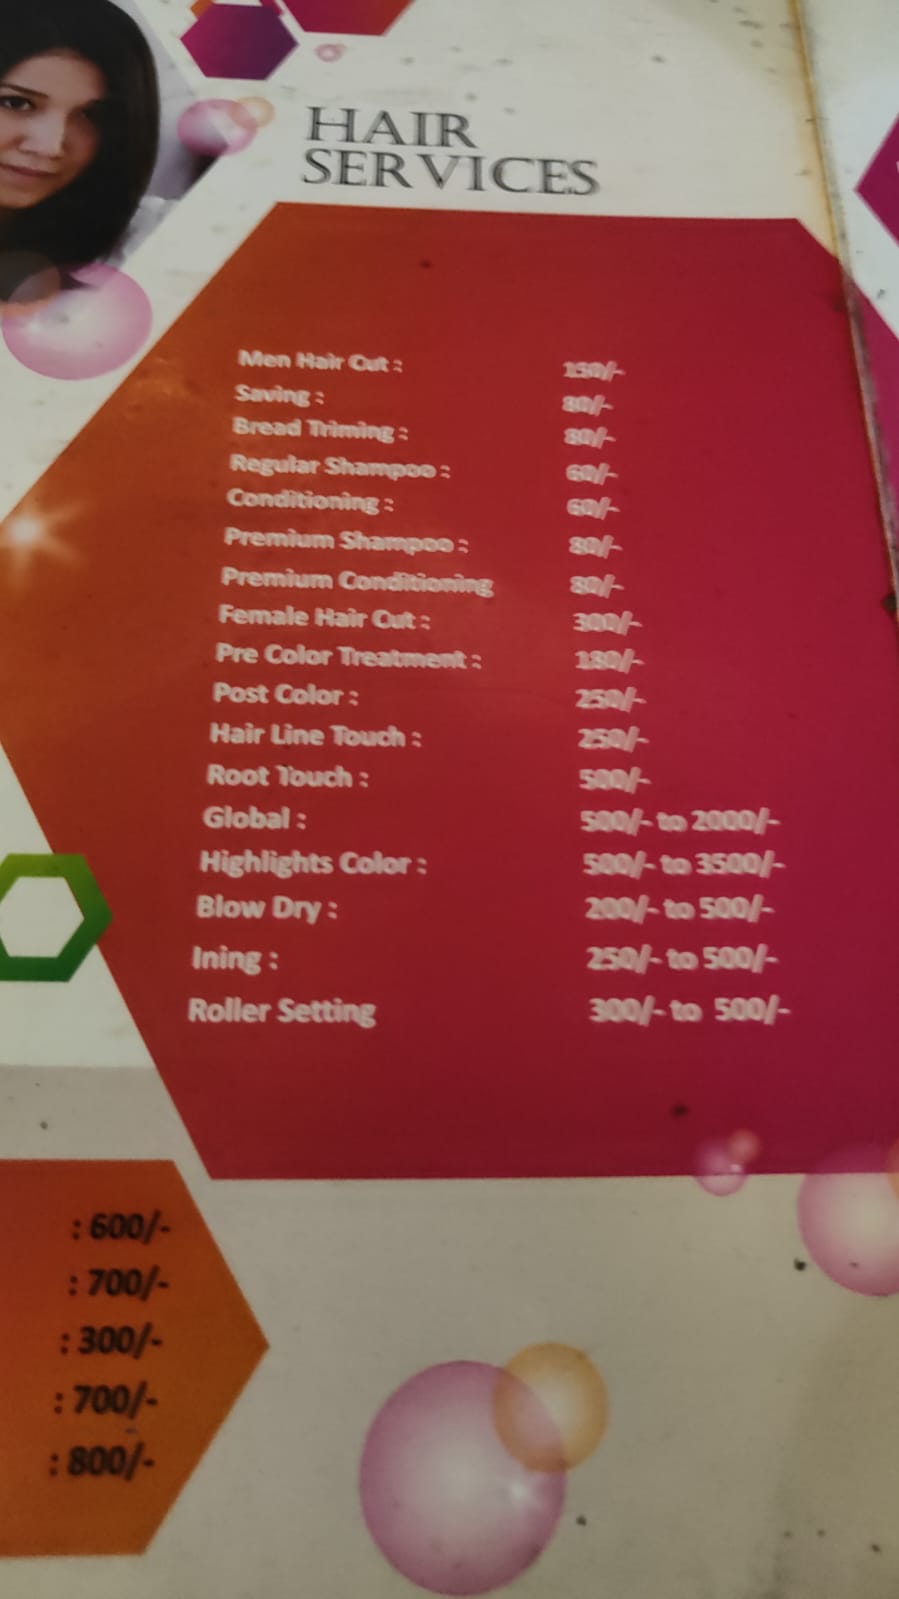 HAIR
SERVICES
Men Hair Cut : 150/-
Saving : 80/-
Bread Triming : 80/-
Regular Shampoo : 60/-
Conditioning : 60/-
Premium Shampoo : 80/-
Premium Conditioning 80/-
Female Hair Cut : 300/-
Pre Color Treatment : 180/-
Post Color : 250/-
Hair Line Touch : 250/-
Root Touch : 500/-
Global : 500/- to 2000/-
Highlights Color : 500/- to 3500/-
Blow Dry : 200/- to 500/-
Ining : 250/- to 500/-
Roller Setting 300/- to 500/-
: 600/-
: 700/-
: 300/-
: 700/-
: 800/-